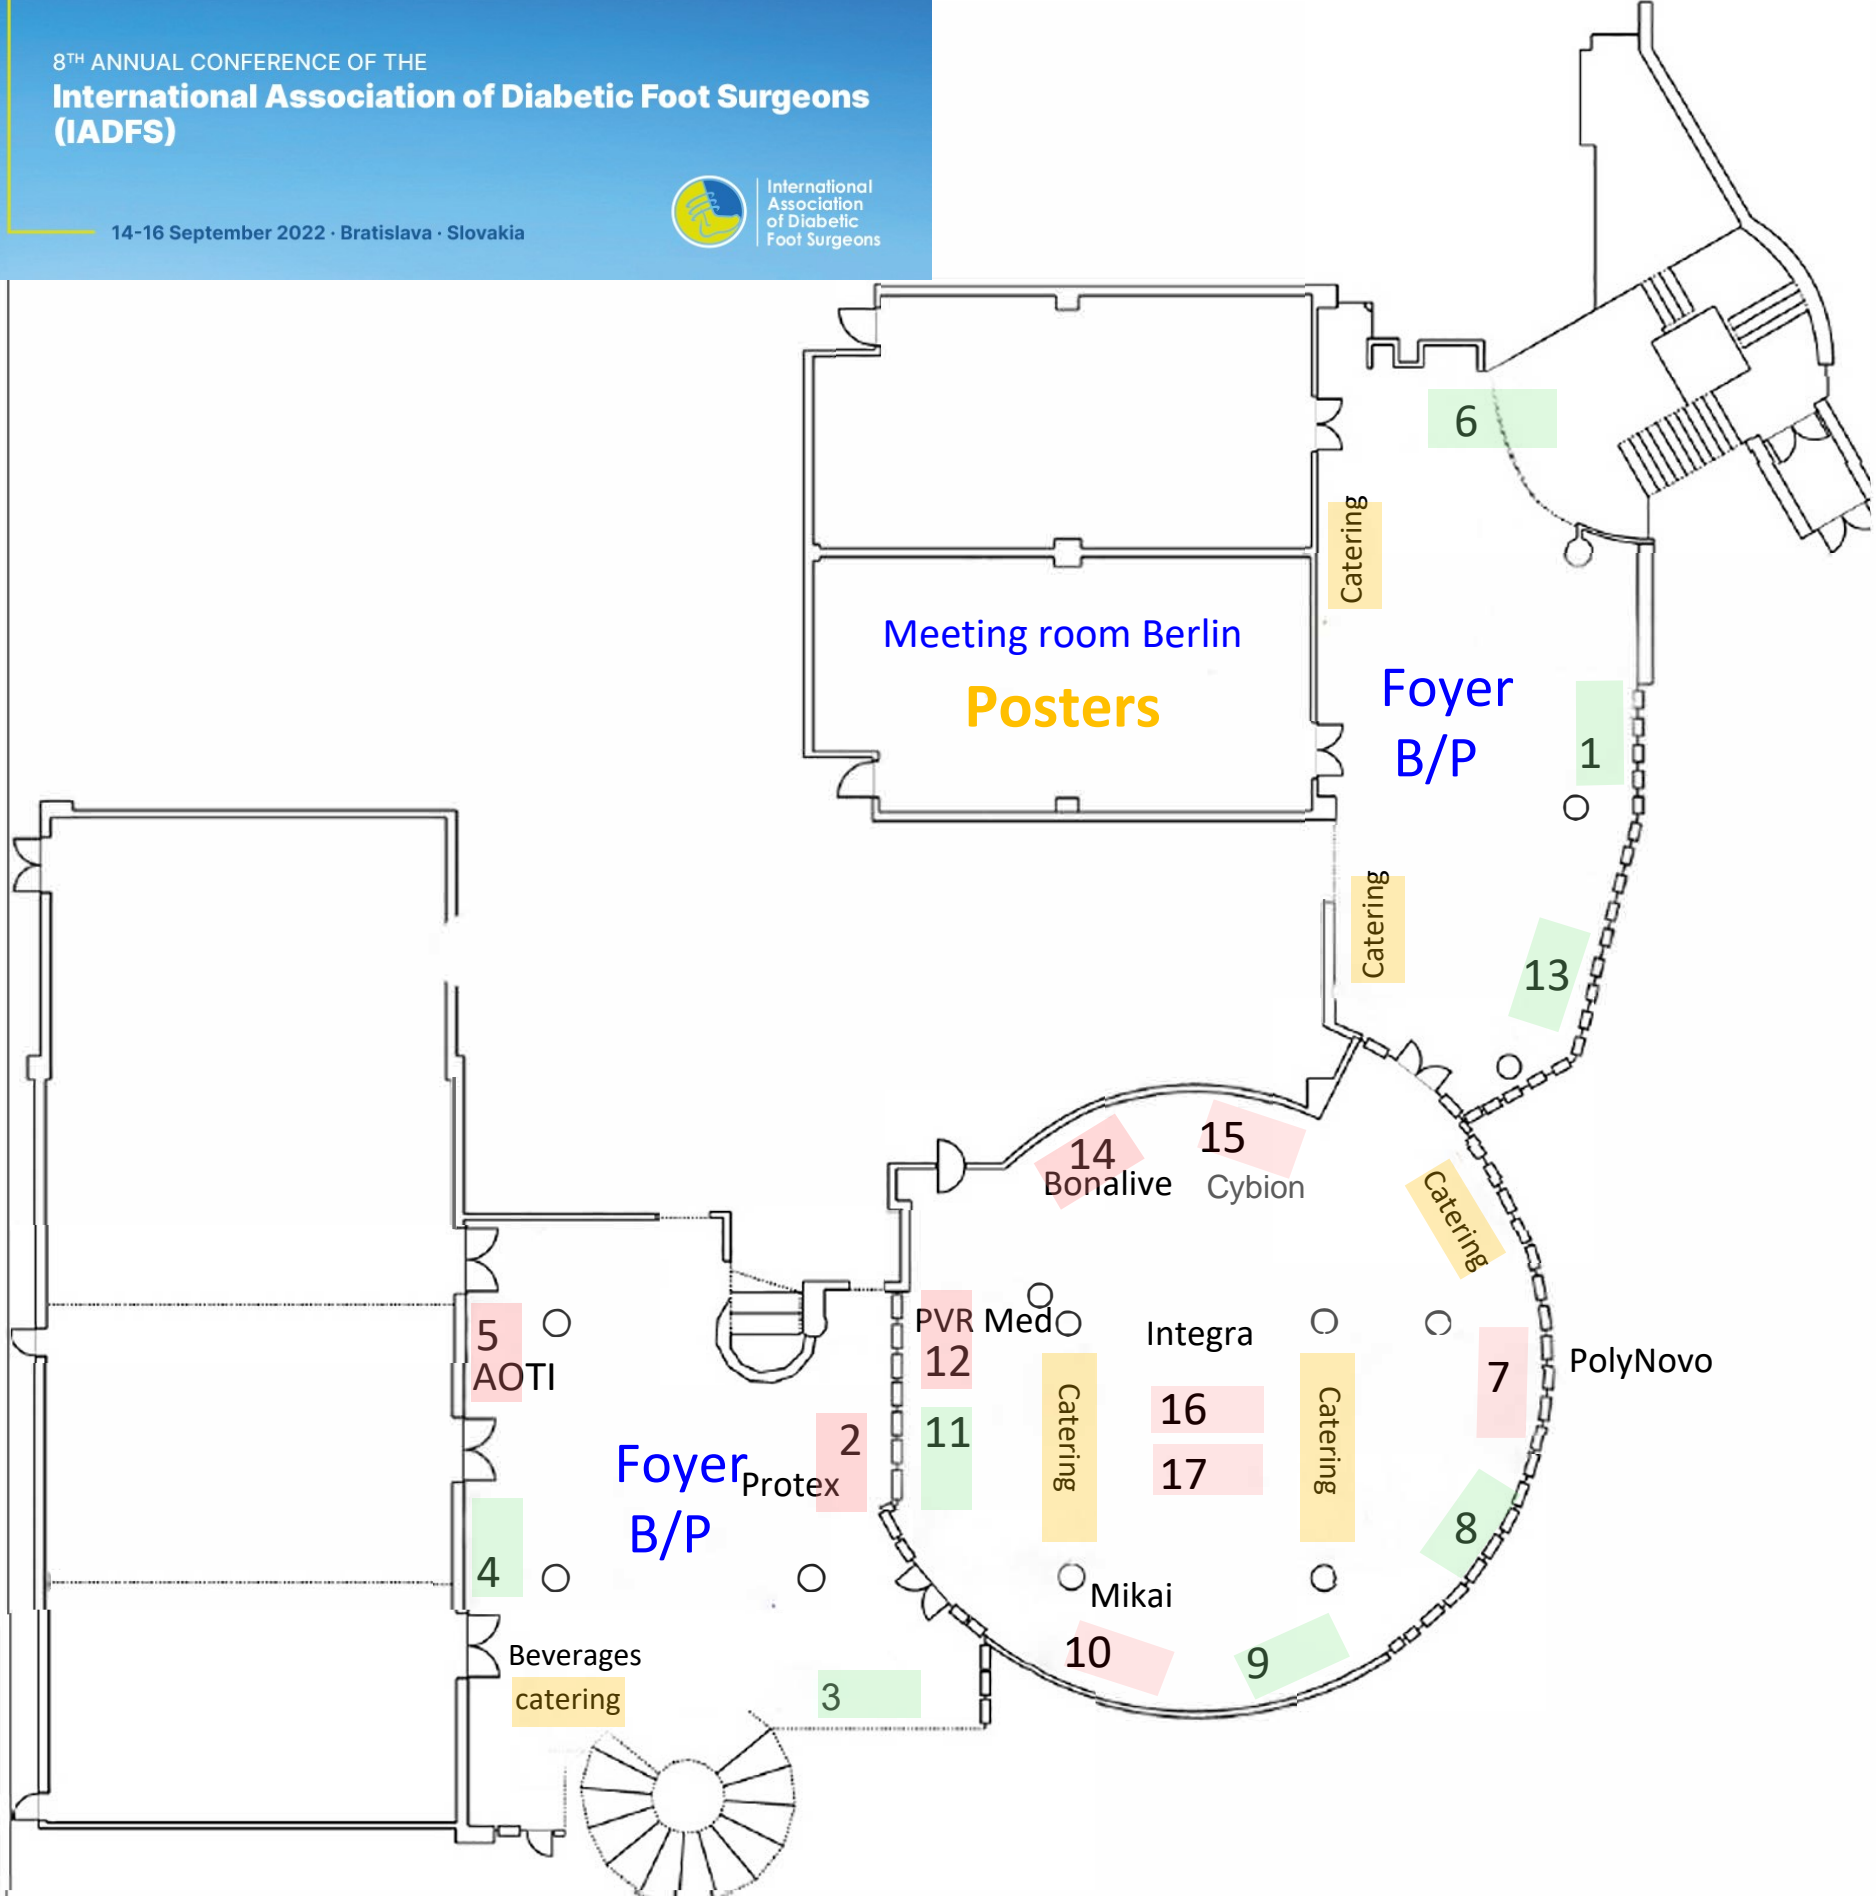 8TH ANNUAL CONFERENCE OF THE
International Association of Diabetic Foot Surgeons
(IADFS)
International
Association
of Diabetic
Foot Surgeons
14-16 September 2022 · Bratislava · Slovakia
6
Catering
Meeting room Berlin
Posters
Foyer
B/P
1
Catering
13
14
Bonalive
15
Cybion
Catering
5
AOTI
PVR Med
12
Integra
PolyNovo
7
Catering
16
17
Catering
2
Protex
11
Foyer
B/P
8
4
Mikai
10
9
Beverages
catering
3